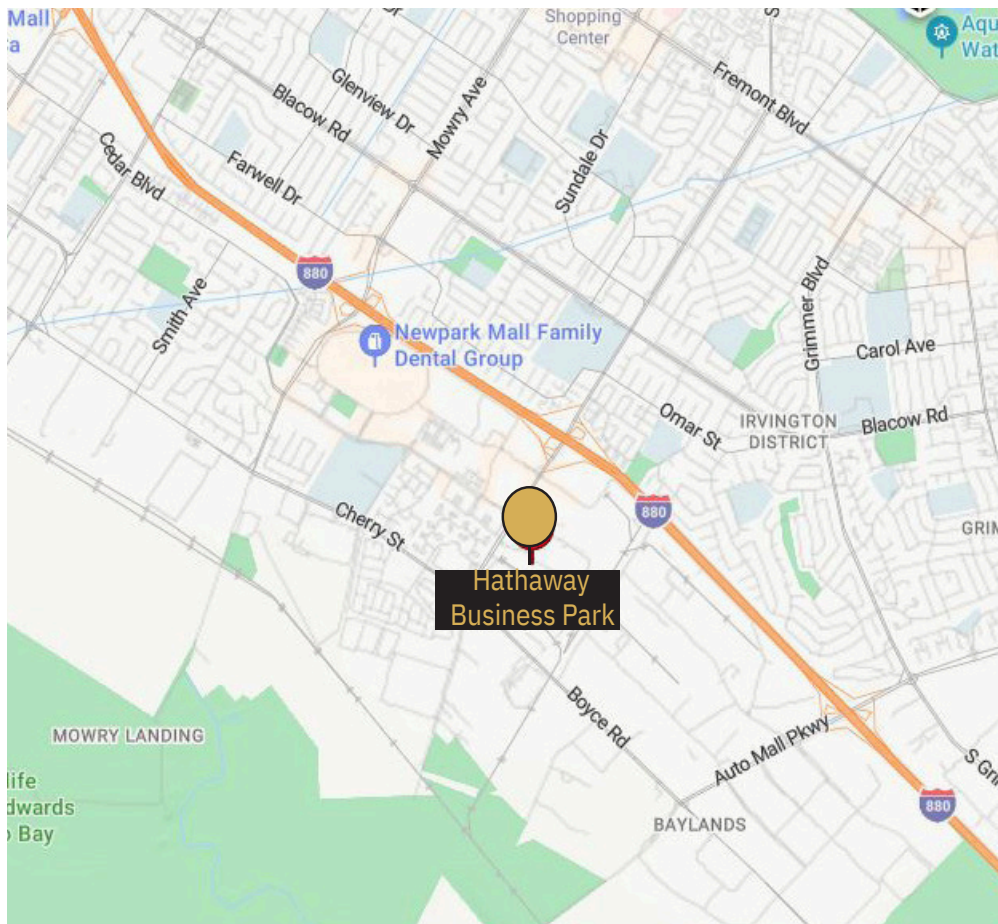 Mall
a
Shopping
Center
Aqu
Wat
Glenview Dr
Blacow Rd
Mowry Ave
Fremont Blvd
Cedar Blvd
Farwell Dr
Sundale Dr
880
Smith Ave
Newpark Mall Family
Dental Group
Grimmer Blvd
Carol Ave
Omar St
IRVINGTON
DISTRICT
Blacow Rd
880
Cherry St
GRIM
Hathaway
Business Park
Boyce Rd
MOWRY LANDING
Auto Mall Pkwy
S Gri
life
dwards
o Bay
880
BAYLANDS